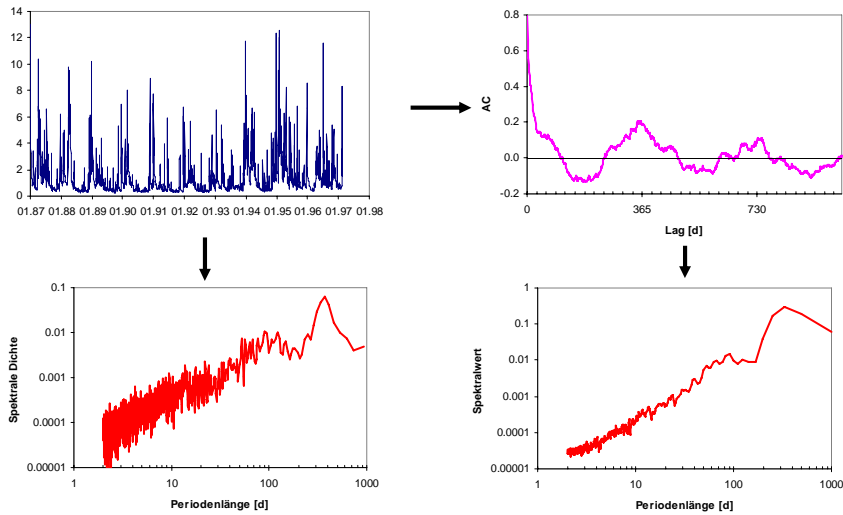 14
12
10
8
6
4
2
0
01.87 01.88 01.89 01.90 01.91 01.92 01.93 01.94 01.95 01.96 01.97 01.98
0.8
0.6
0.4
0.2
0.0
-0.2
AC
0 365 730
Lag [d]
0.1
0.01
0.001
0.0001
0.00001
Spektrale Dichte
1 10 100 1000
Periodenlänge [d]
1
0.1
0.01
0.001
0.0001
0.00001
Spektralwert
1 10 100 1000
Periodenlänge [d]